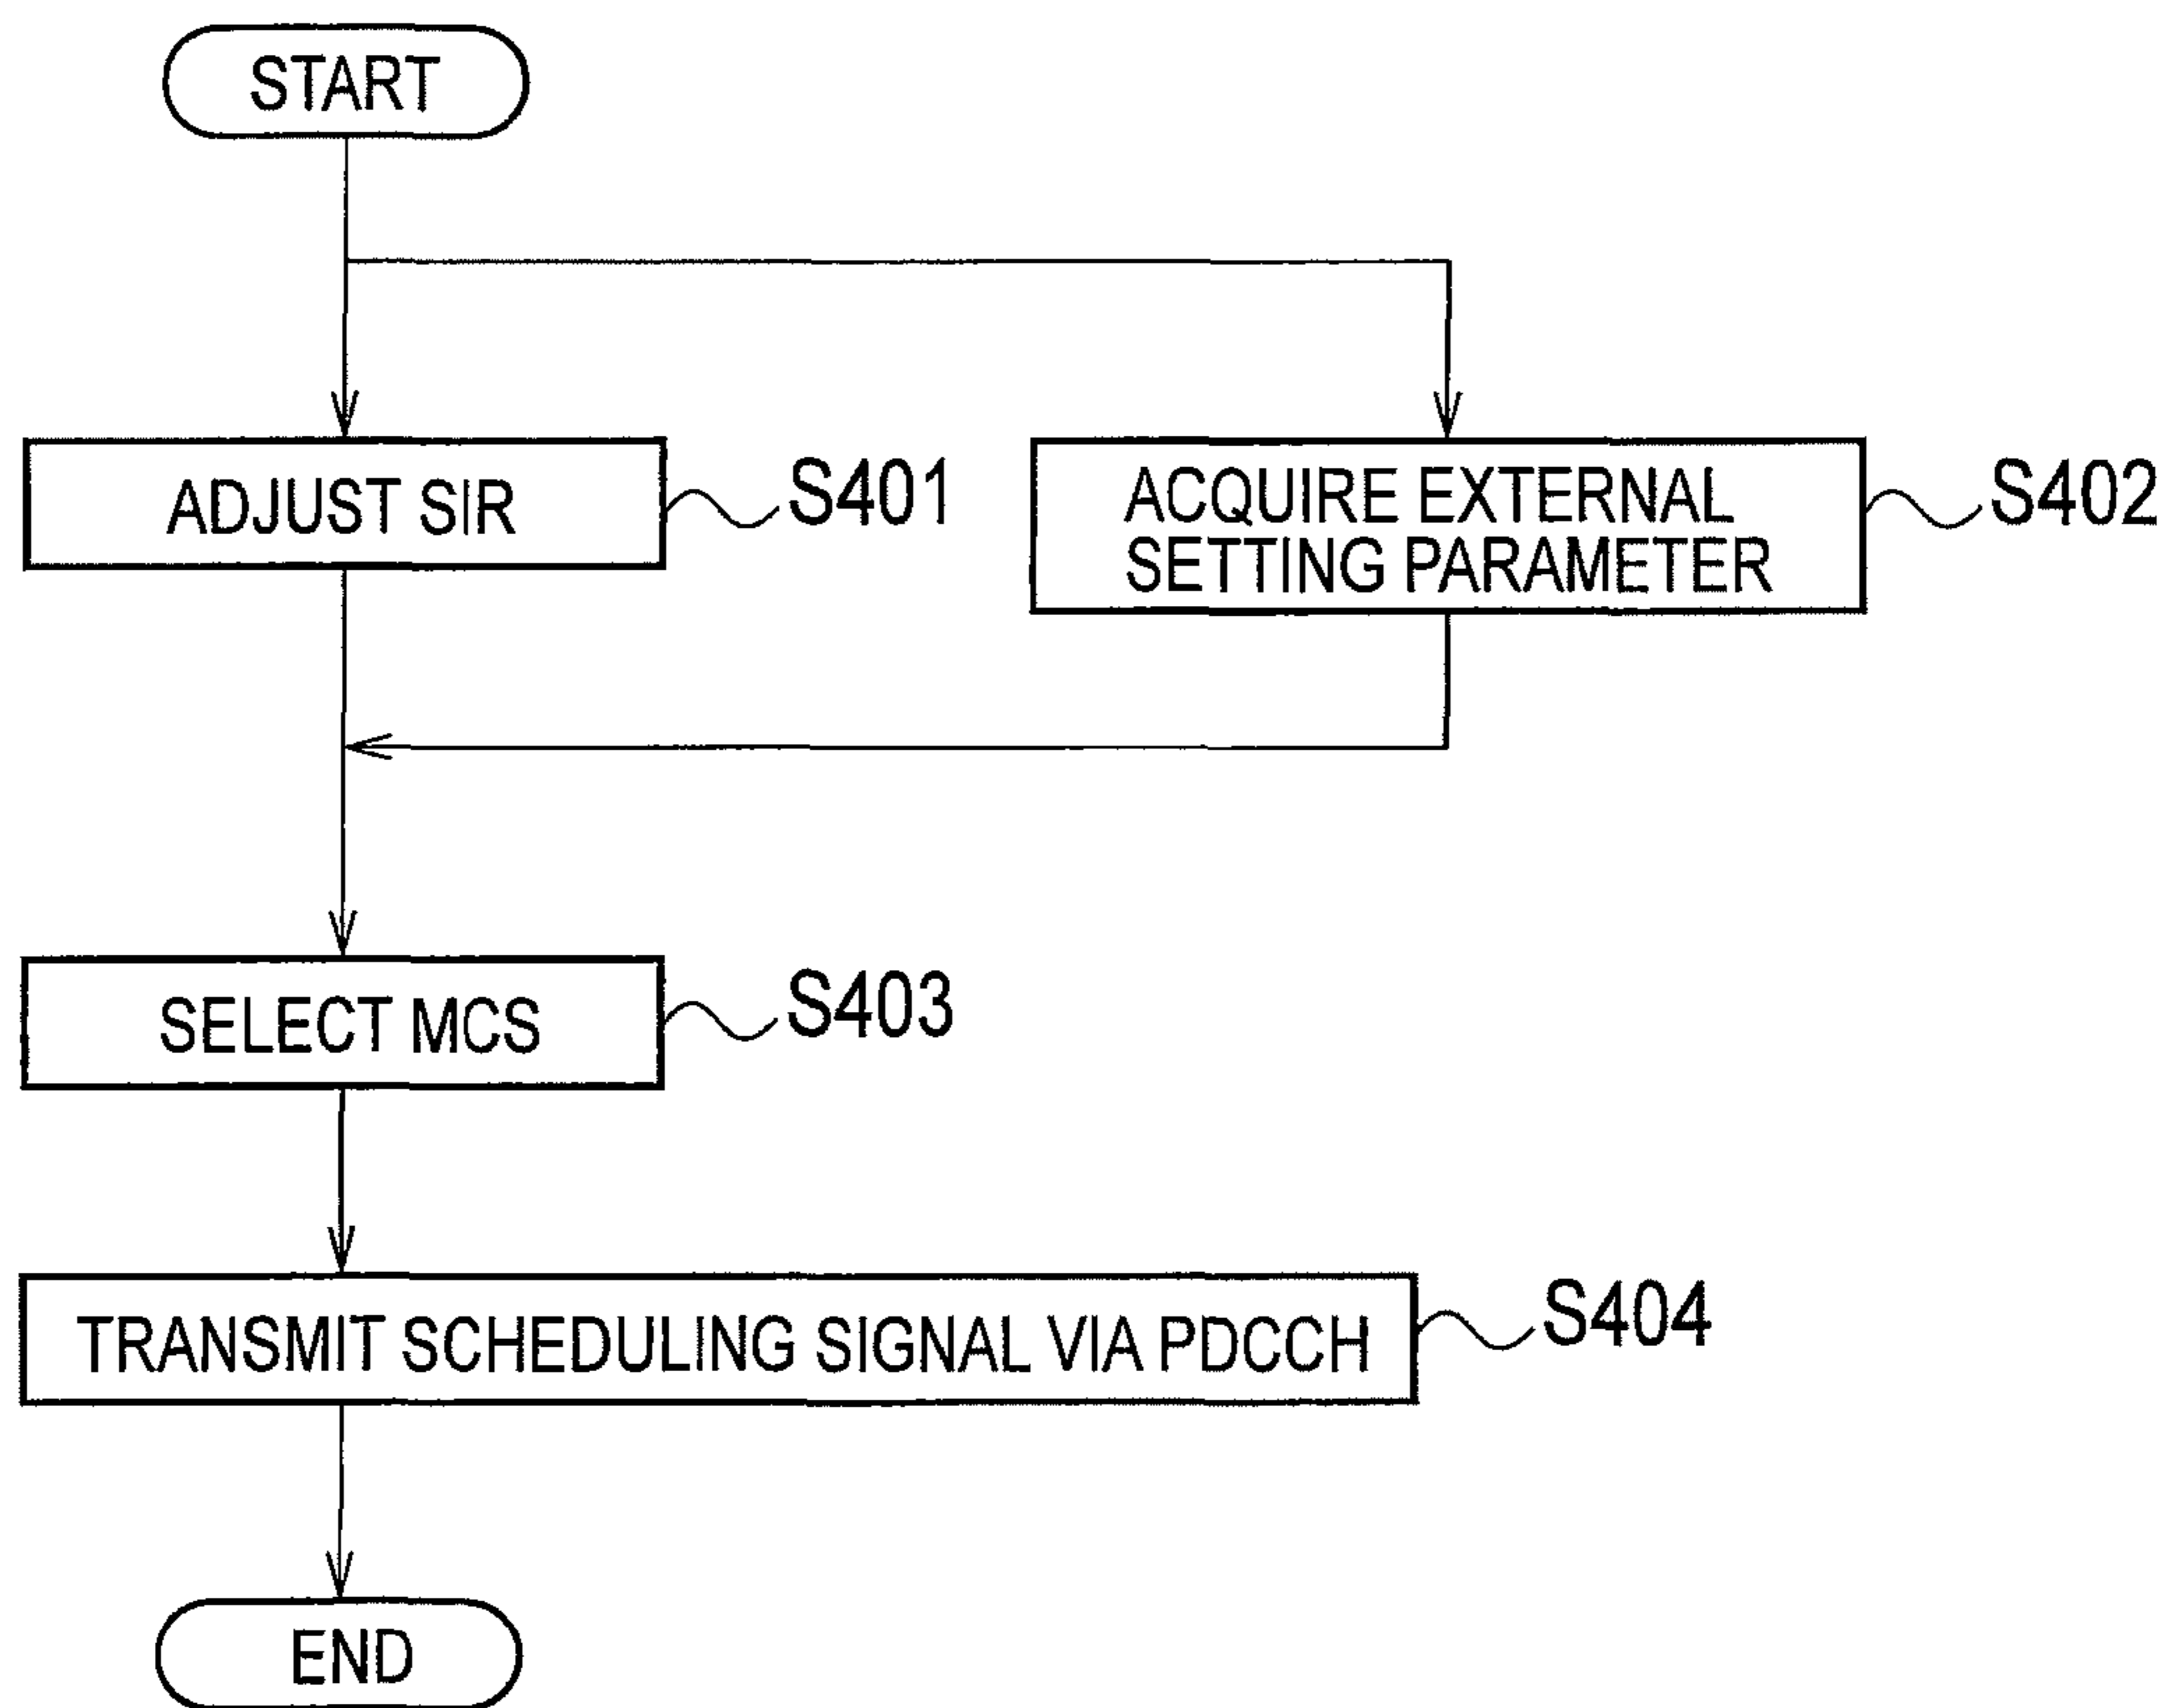 START
ADJUST SIR
S401
ACQUIRE EXTERNAL
SETTING PARAMETER
S402
SELECT MCS
S403
TRANSMIT SCHEDULING SIGNAL VIA PDCCH
S404
END